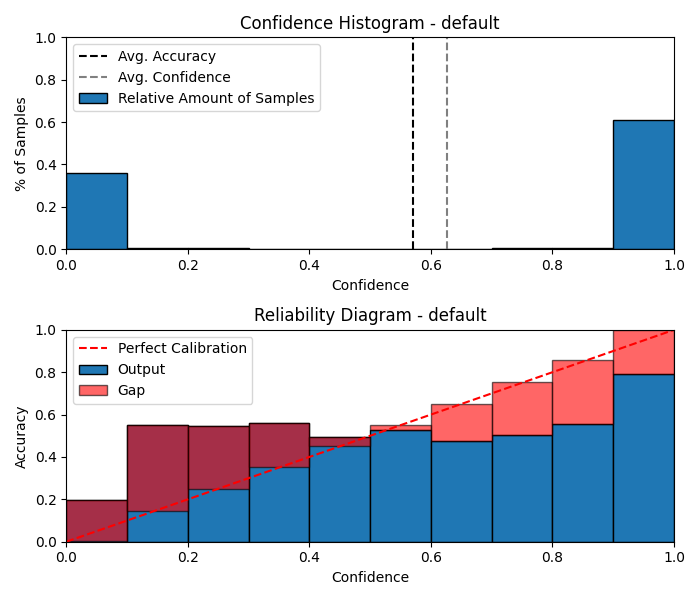 Confidence Histogram - default
1.0
0.8
0.6
0.4
0.2
0.0
% of Samples
Avg. Accuracy
Avg. Confidence
Relative Amount of Samples
0.0 0.2 0.4 0.6 0.8 1.0
Confidence
Reliability Diagram - default
1.0
0.8
0.6
0.4
0.2
0.0
Accuracy
Perfect Calibration
Output
Gap
0.0 0.2 0.4 0.6 0.8 1.0
Confidence